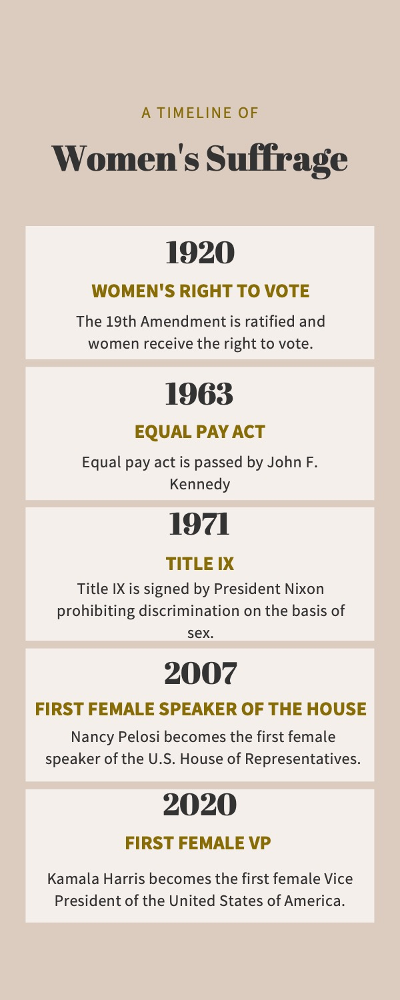 A TIMELINE OF
Women's Suffrage
1920
WOMEN'S RIGHT TO VOTE
The 19th Amendment is ratified and
women receive the right to vote.
1963
EQUAL PAY ACT
Equal pay act is passed by John F.
Kennedy
1971
TITLE IX
Title IX is signed by President Nixon
prohibiting discrimination on the basis of
sex.
2007
FIRST FEMALE SPEAKER OF THE HOUSE
Nancy Pelosi becomes the first female
speaker of the U.S. House of Representatives.
2020
FIRST FEMALE VP
Kamala Harris becomes the first female Vice
President of the United States of America.